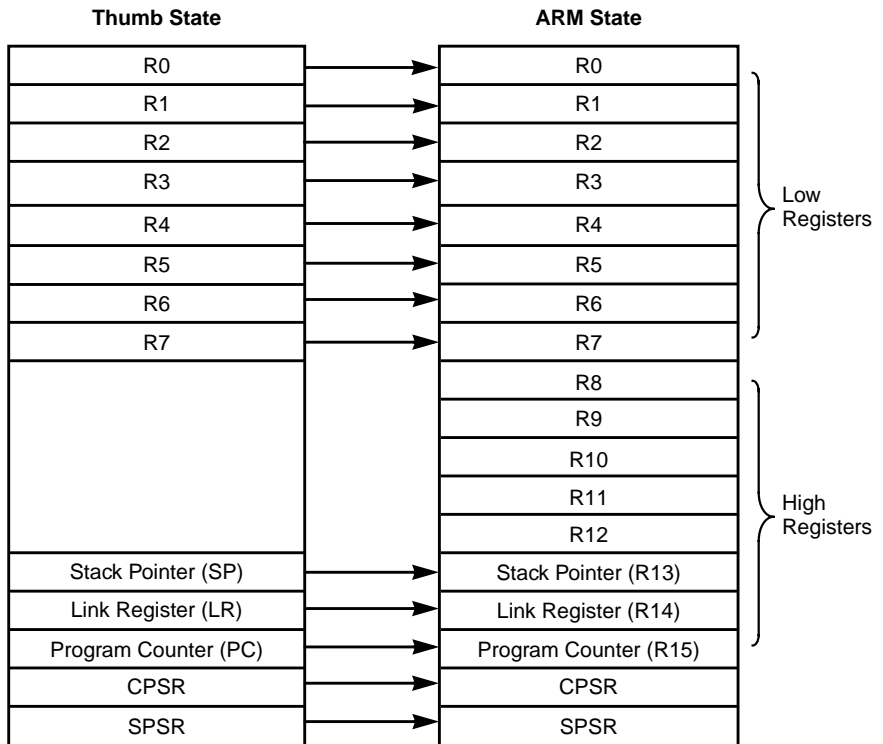 Thumb State
ARM State
R0
R0
R1
R1
R2
R2
R3
R3
R4
R4
R5
R5
R6
R6
R7
R7
Low
Registers
R8
R9
R10
R11
R12
High
Registers
Stack Pointer (SP)
Stack Pointer (R13)
Link Register (LR)
Link Register (R14)
Program Counter (PC)
Program Counter (R15)
CPSR
CPSR
SPSR
SPSR